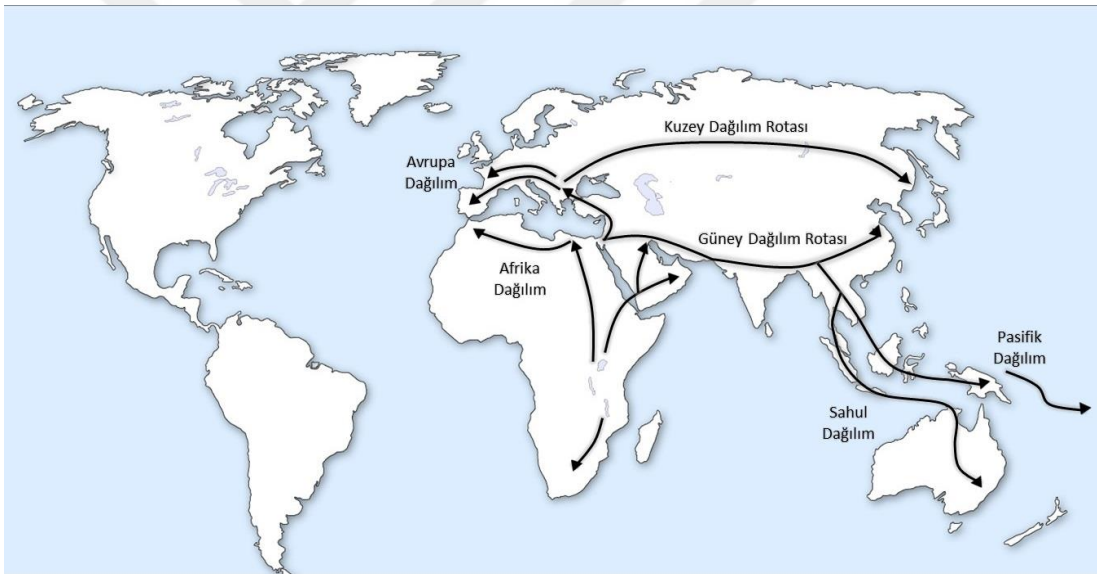 Kuzey Dağılım Rotası
Avrupa
Dağılım
Güney Dağılım Rotası
Afrika
Dağılım
Pasifik
Dağılım
Sahul
Dağılım